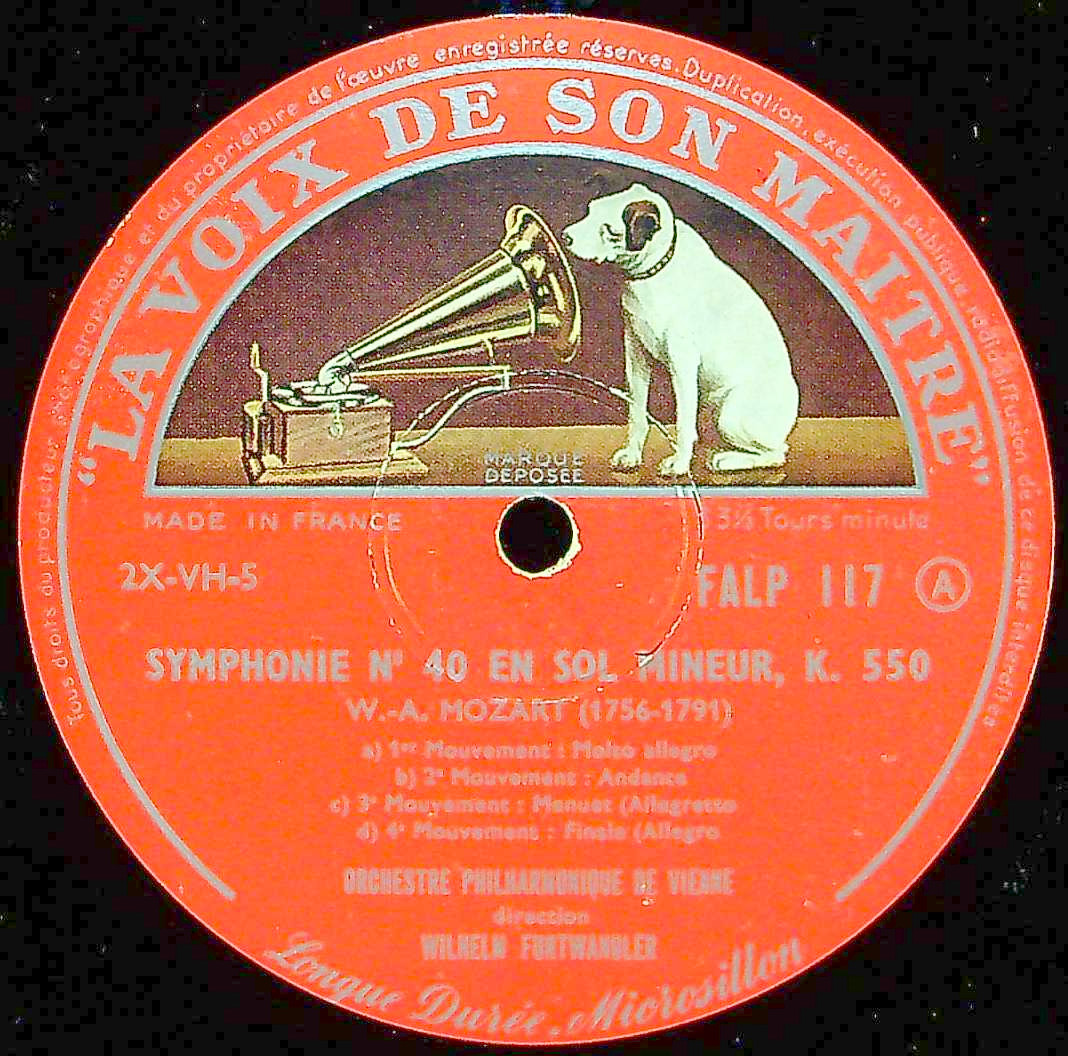 Tous droits du producteur phonographique et du propriétaire de l'œuvre enregistrée réservés. Duplication, exécution publique, radiodiffusion de ce disque interdites
"LA VOIX DE SON MAITRE"
MARQUE
DEPOSÉE
MADE IN FRANCE
3⅓ Tours minute
2X-VH-5
FALP 117 A
SYMPHONIE N° 40 EN SOL MINEUR, K. 550
W.-A. MOZART (1756-1791)
a) 1er Mouvement : Molto allegro
b) 2e Mouvement : Andante
c) 3e Mouvement : Menuet (Allegretto
d) 4e Mouvement : Finale (Allegro
ORCHESTRE PHILHARMONIQUE DE VIENNE
direction
WILHELM FURTWANGLER
Longue Durée, Microsillon